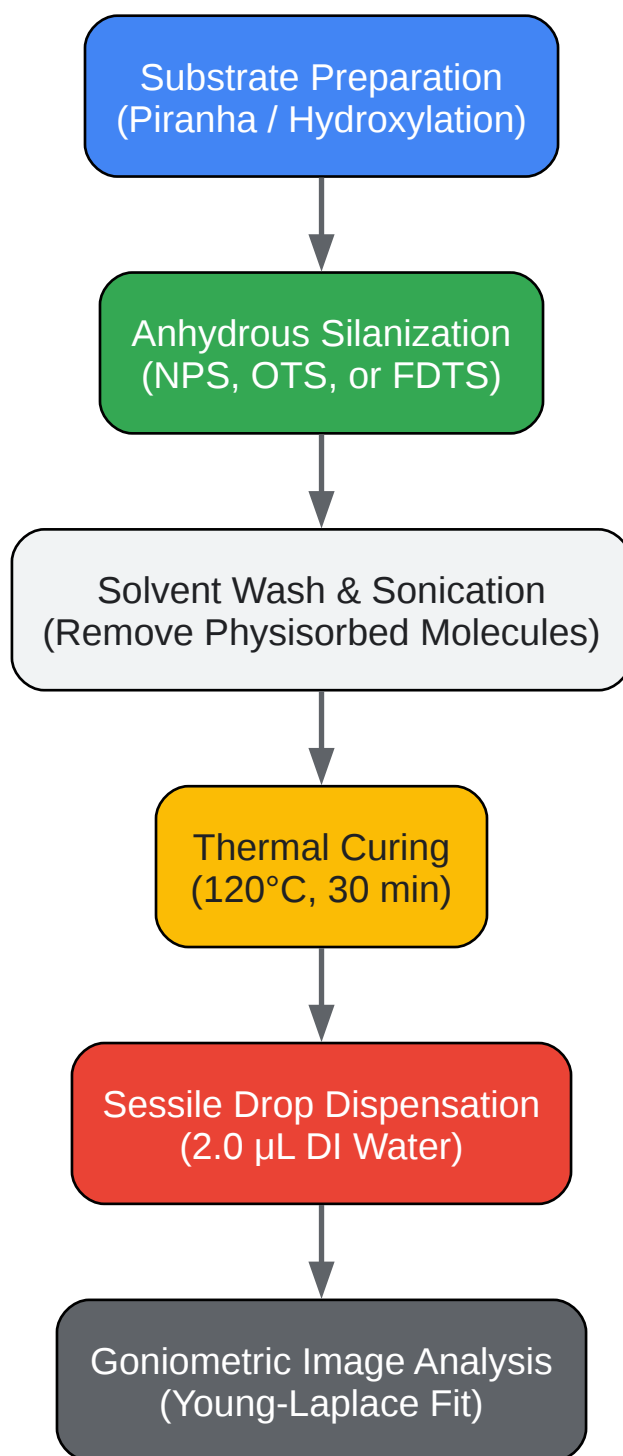 Substrate Preparation
(Piranha / Hydroxylation)
Anhydrous Silanization
(NPS, OTS, or FDTS)
Solvent Wash & Sonication
(Remove Physisorbed Molecules)
Thermal Curing
(120°C, 30 min)
Sessile Drop Dispensation
(2.0 μL DI Water)
Goniometric Image Analysis
(Young-Laplace Fit)